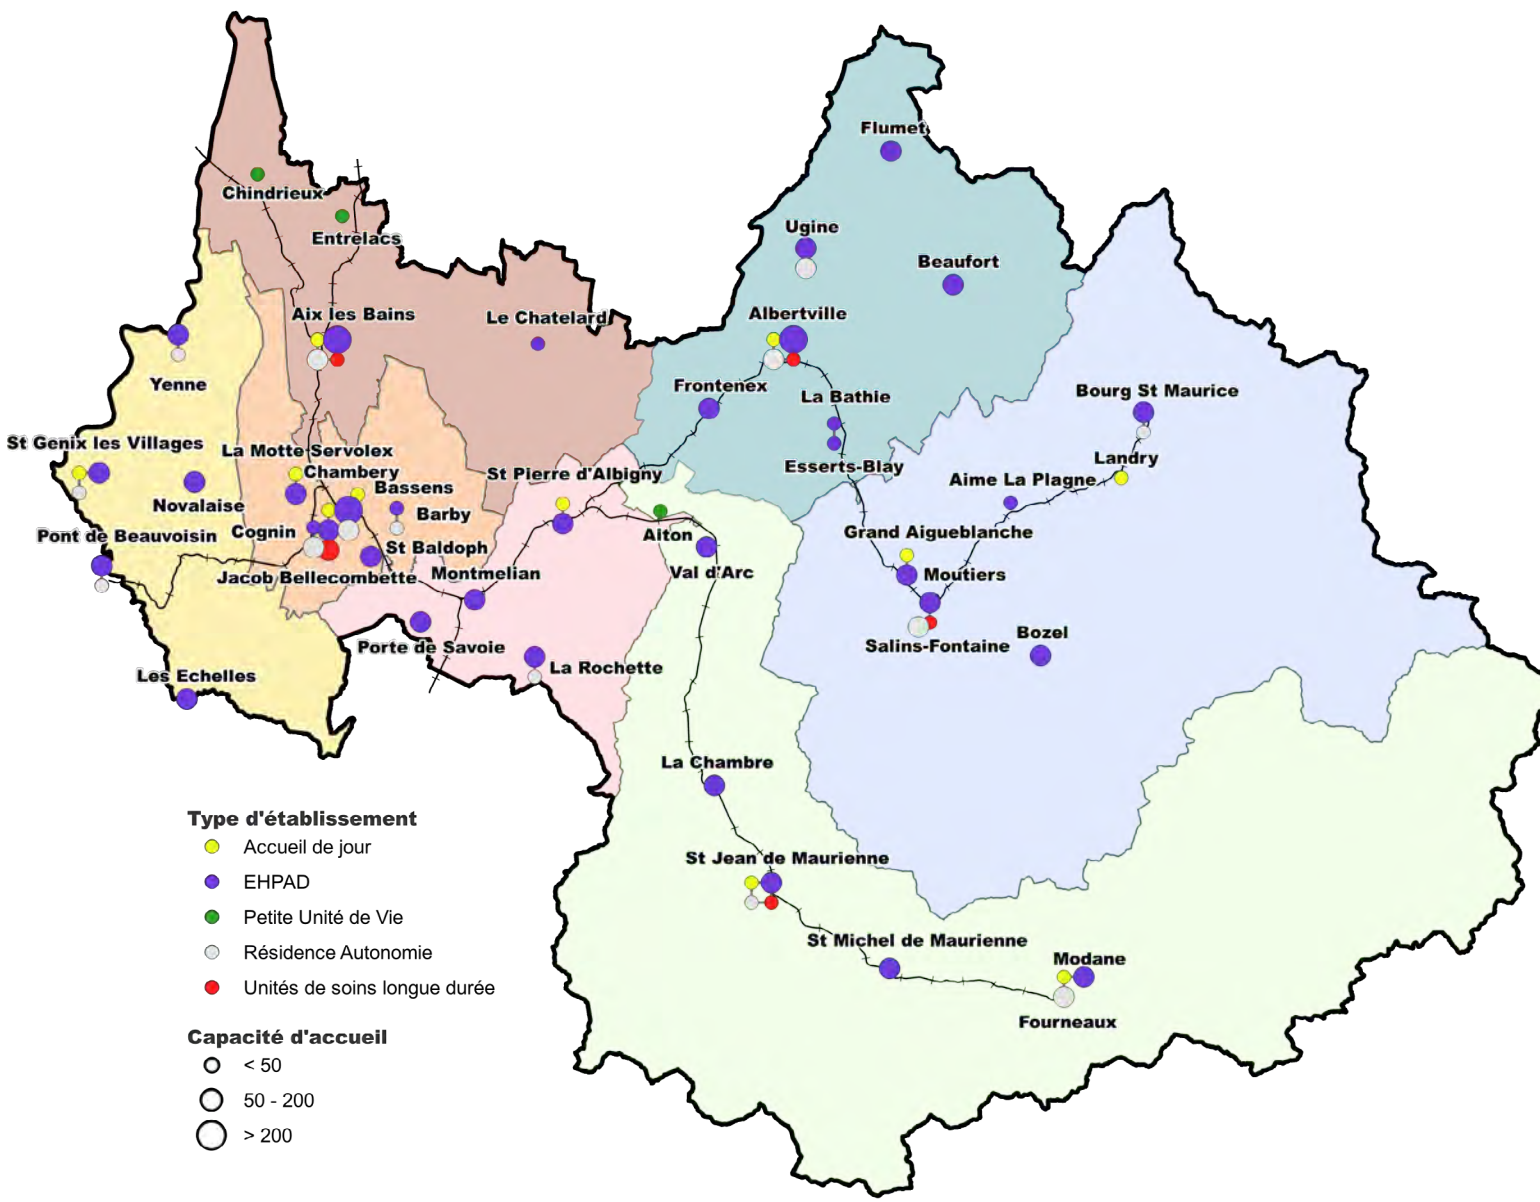 Flumet
Chindrieux
Ugine
Entrelacs
Beaufort
Aix les Bains
Le Chatelard
Albertville
Yenne
Frontenex
La Bathie
Bourg St Maurice
St Genix les Villages
La Motte Servolex
Chambery
St Pierre d'Albigny
Esserts-Blay
Landry
Bassens
Aime La Plagne
Novalaise
Barby
Pont de Beauvoisin
Cognin
Alton
Grand Aigueblanche
St Baldoph
Jacob Bellecombette
Montmelian
Val d'Arc
Moutiers
Porte de Savoie
Salins-Fontaine
Bozel
La Rochette
Les Echelles
La Chambre
St Jean de Maurienne
St Michel de Maurienne
Modane
Fourneaux
Type d'établissement
Accueil de jour
EHPAD
Petite Unité de Vie
Résidence Autonomie
Unités de soins longue durée
Capacité d'accueil
< 50
50 - 200
> 200